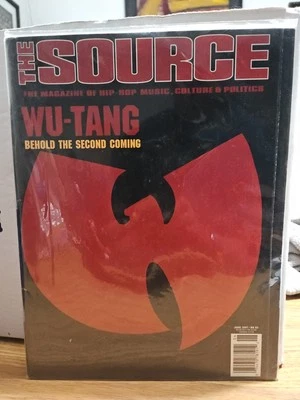 THE SOURCE
THE MAGAZINE OF HIP-HOP MUSIC, CULTURE & POLITICS
WU-TANG
BEHOLD THE SECOND COMING